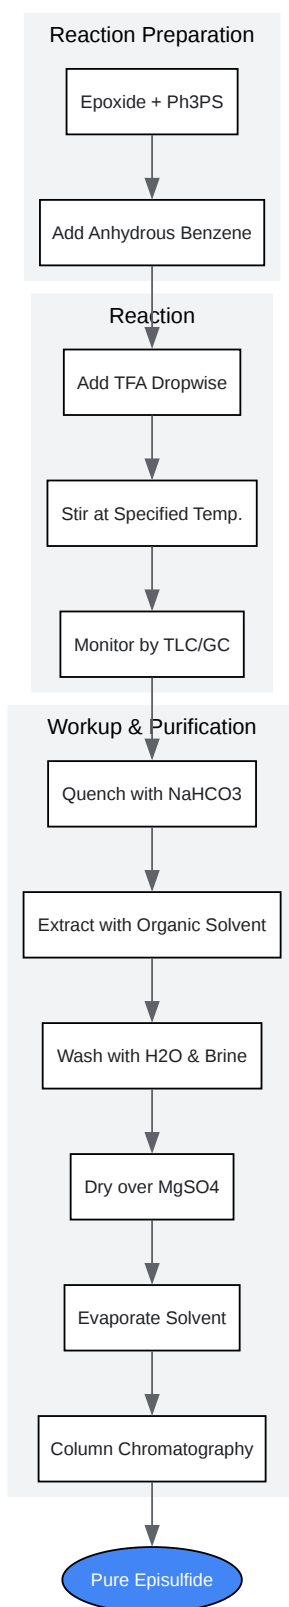 Reaction Preparation
Epoxide + Ph3PS
Add Anhydrous Benzene
Reaction
Add TFA Dropwise
Stir at Specified Temp.
Monitor by TLC/GC
Workup & Purification
Quench with NaHCO3
Extract with Organic Solvent
Wash with H2O & Brine
Dry over MgSO4
Evaporate Solvent
Column Chromatography
Pure Episulfide